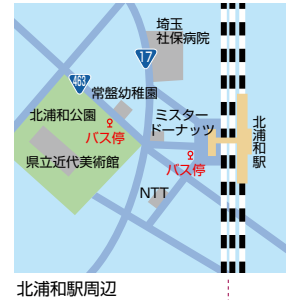 埼玉
社保病院
17
463
常盤幼稚園
北浦和公園
バス停
ミスター
ドーナッツ
北浦和駅
県立近代美術館
バス停
NTT
北浦和駅周辺